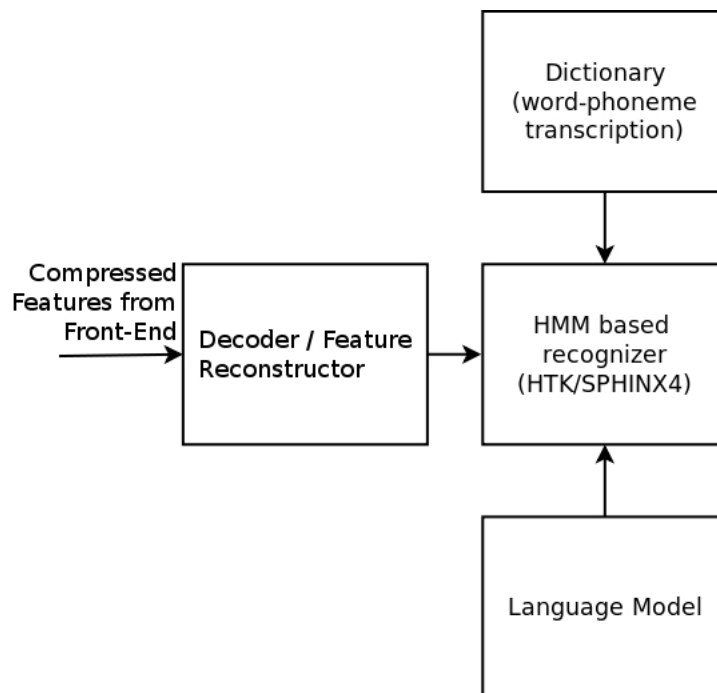 Dictionary
(word-phoneme
transcription)
Compressed
Features from
Front-End
Decoder / Feature
Reconstructor
HMM based
recognizer
(HTK/SPHINX4)
Language Model